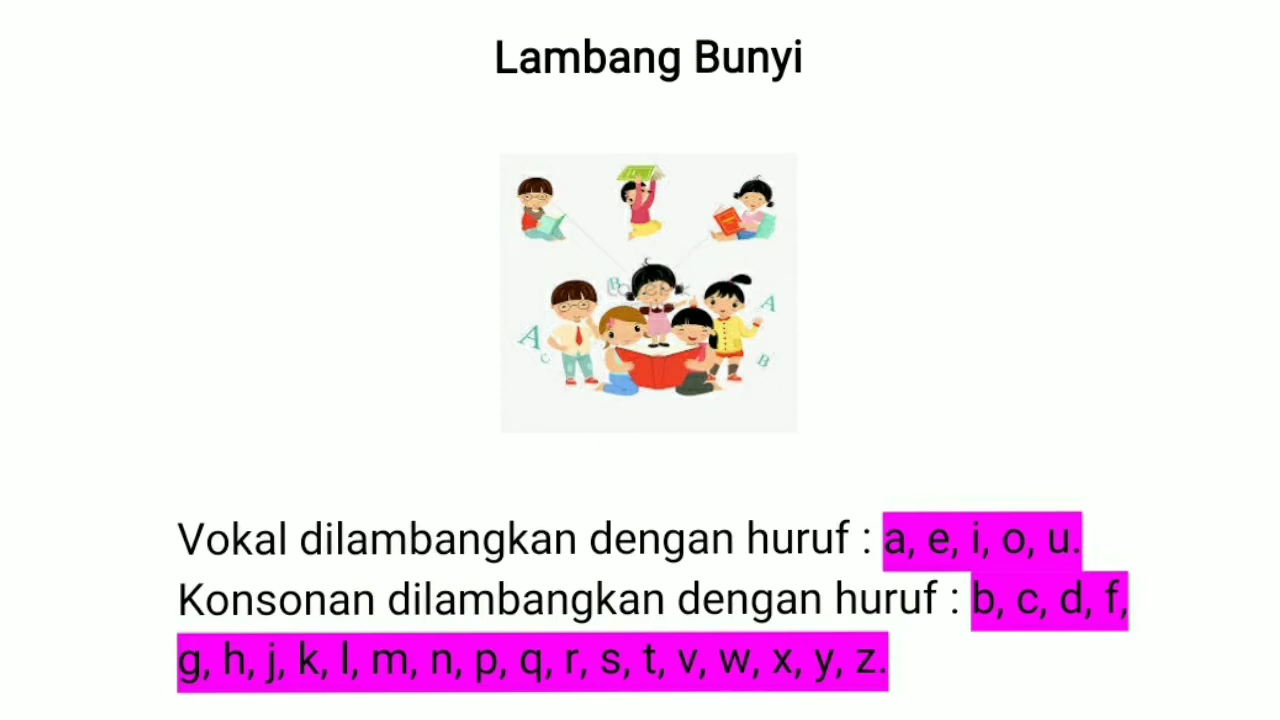 Lambang Bunyi
B
A
A
C
B
Vokal dilambangkan dengan huruf : a, e, i, o, u.
Konsonan dilambangkan dengan huruf : b, c, d, f,
g, h, j, k, l, m, n, p, q, r, s, t, v, w, x, y, z.